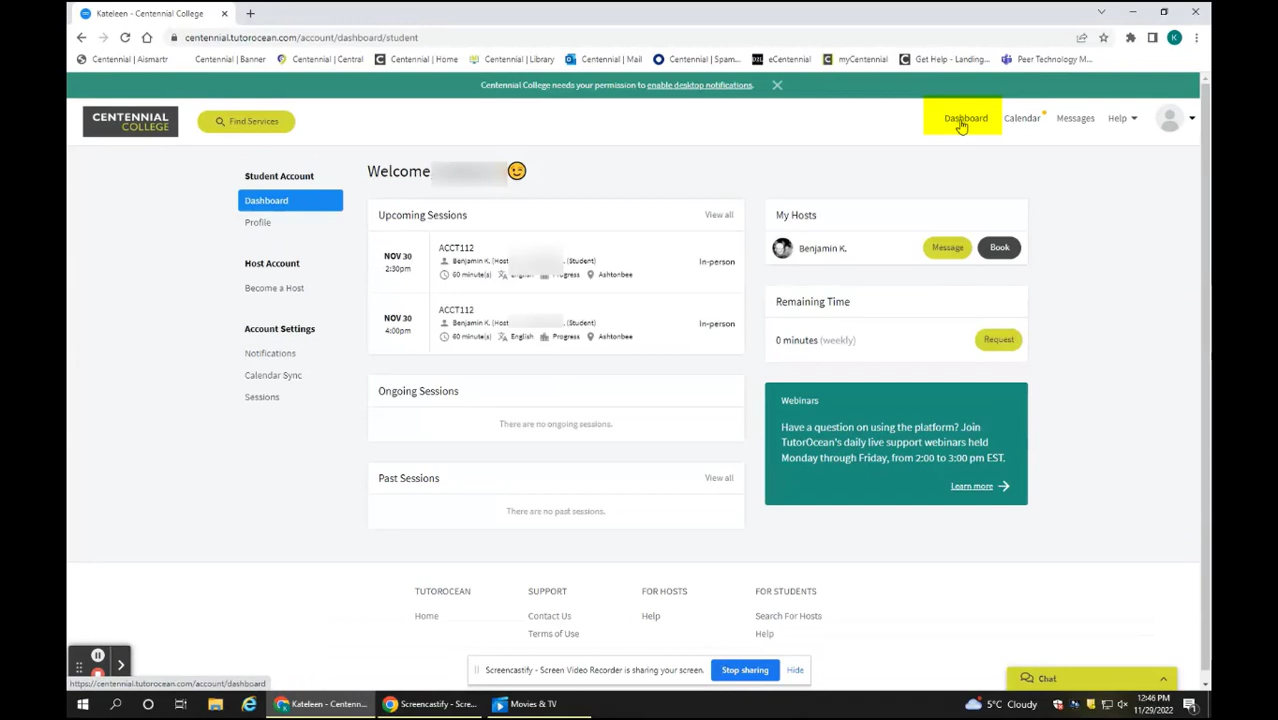 Kateleen - Centennial College
centennial.tutorocean.com/account/dashboard/student
Centennial | Aismartr
Centennial | Banner
Centennial | Central
Centennial | Home
Centennial | Library
Centennial | Mail
Centennial | Spam...
eCentennial
myCentennial
Get Help - Landing...
Peer Technology M...
Centennial College needs your permission to enable desktop notifications.
CENTENNIAL
COLLEGE
Find Services
Dashboard
Calendar
Messages
Help
Welcome
Student Account
Dashboard
Profile
Host Account
Become a Host
Account Settings
Notifications
Calendar Sync
Sessions
Upcoming Sessions
View all
NOV 30
2:30pm
ACCT112
Benjamin K. (Host , (Student)
60 minute(s) English Progress Ashtonbee
In-person
NOV 30
4:00pm
ACCT112
Benjamin K. (Host , (Student)
60 minute(s) English Progress Ashtonbee
In-person
Ongoing Sessions
There are no ongoing sessions.
Past Sessions
View all
There are no past sessions.
My Hosts
Benjamin K.
Message
Book
Remaining Time
0 minutes (weekly)
Request
Webinars
Have a question on using the platform? Join
TutorOcean's daily live support webinars held
Monday through Friday, from 2:00 to 3:00 pm EST.
Learn more
TUTOROCEAN
Home
SUPPORT
Contact Us
Terms of Use
FOR HOSTS
Help
FOR STUDENTS
Search For Hosts
Help
Screencastify - Screen Video Recorder is sharing your screen.
Stop sharing
Hide
Chat
https://centennial.tutorocean.com/account/dashboard
Kateleen - Centenn...
Screencastify - Scre...
Movies & TV
5°C Cloudy
12:46 PM
11/29/2022